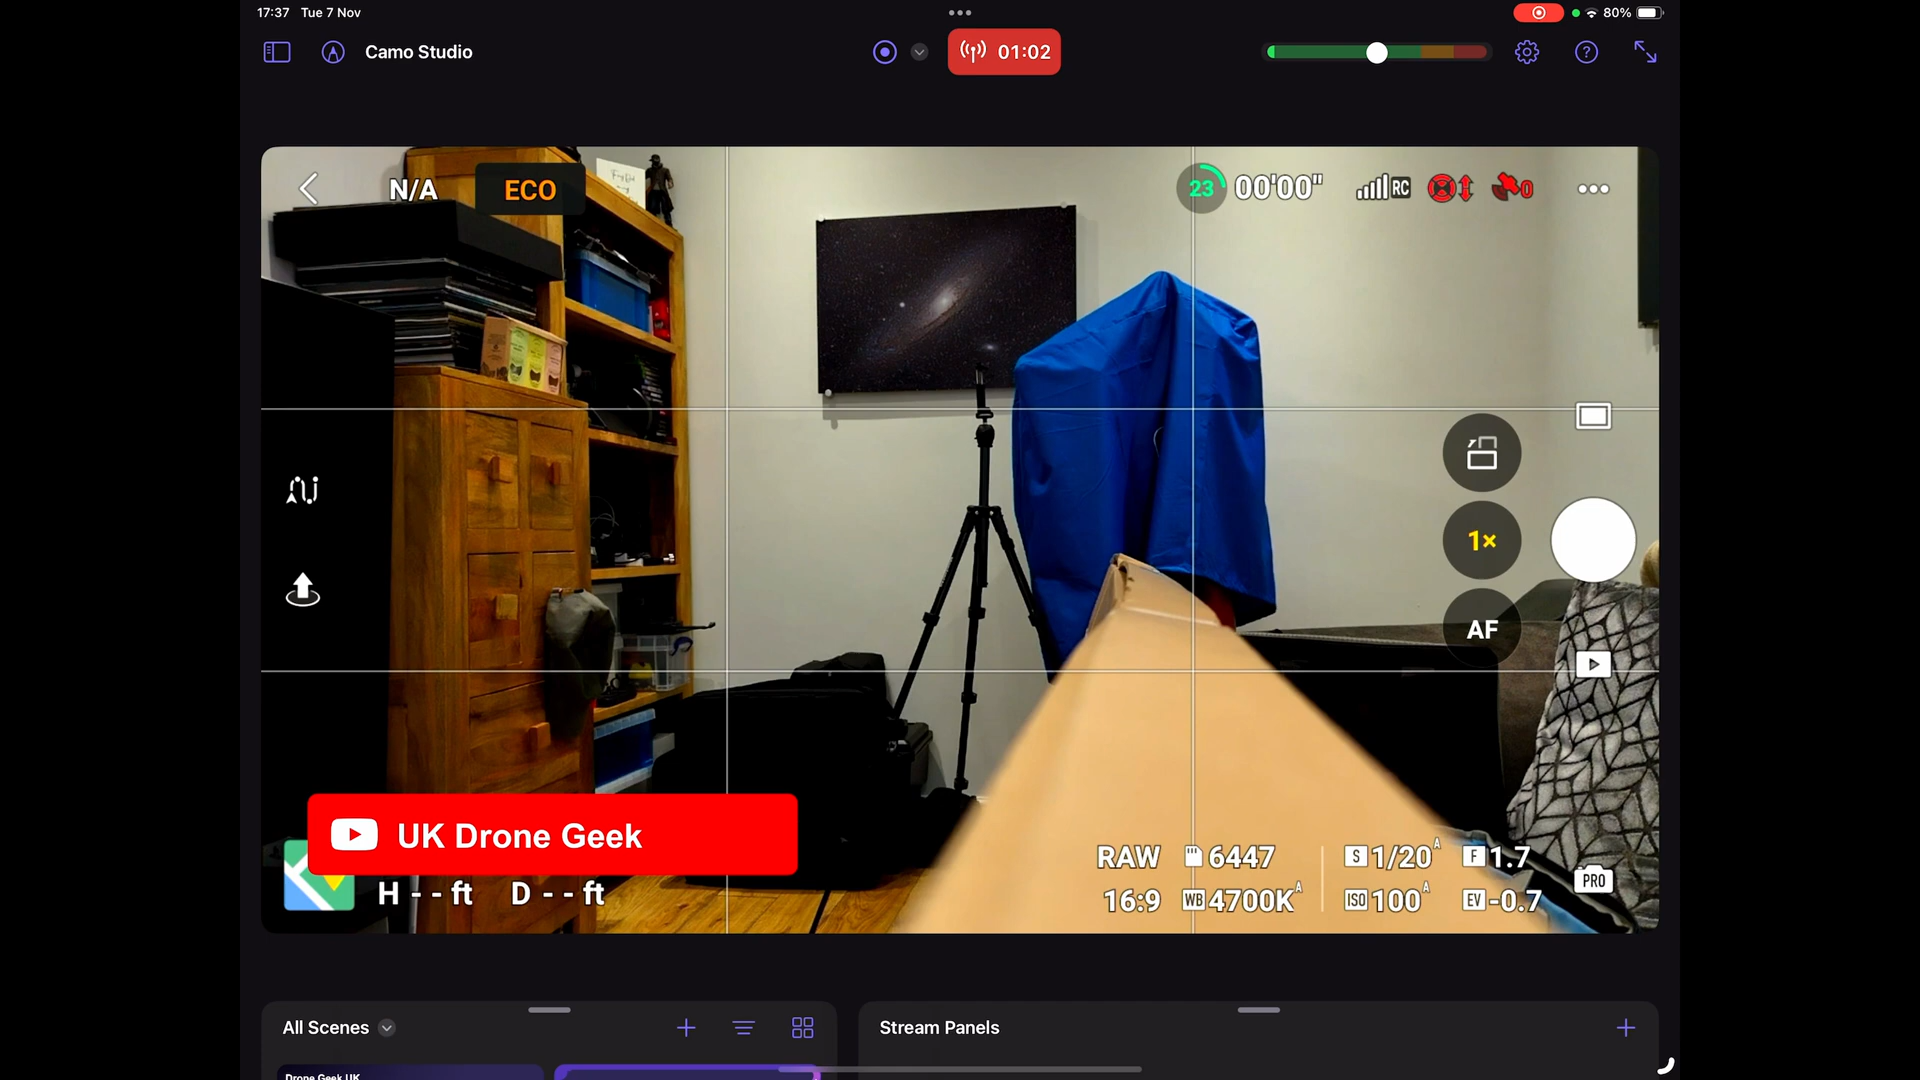 17:37 Tue 7 Nov
80%
Camo Studio
01:02
N/A
ECO
23
00'00"
RC
0
1×
AF
UK Drone Geek
H - - ft D - - ft
RAW 6447
S 1/20 A
F 1.7
16:9
WB 4700K A
ISO 100 A
EV -0.7
PRO
All Scenes
Stream Panels
Drone Geek UK